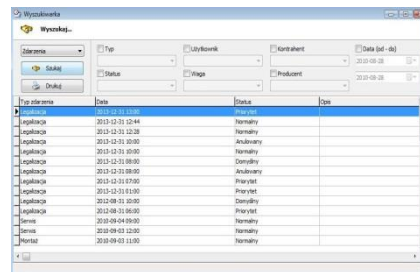 Wyszukiwarka
Wyszukaj...
Zdarzenia
Typ
Użytkownik
Kontrahent
Data (od - do)
2010-08-28
Szukaj
Status
Waga
Producent
2010-08-28
Drukuj
Typ zdarzenia Data Status Opis
Legalizacja 2013-12-31 13:00 Priorytet
Legalizacja 2013-12-31 12:44 Normalny
Legalizacja 2013-12-31 12:28 Normalny
Legalizacja 2013-12-31 10:00 Anulowany
Legalizacja 2013-12-31 10:00 Normalny
Legalizacja 2013-12-31 08:00 Domyślny
Legalizacja 2013-12-31 08:00 Anulowany
Legalizacja 2013-12-31 07:00 Priorytet
Legalizacja 2013-12-31 01:00 Priorytet
Legalizacja 2012-08-31 10:00 Domyślny
Legalizacja 2012-08-31 06:00 Priorytet
Serwis 2010-09-04 09:00 Normalny
Serwis 2010-09-03 12:00 Normalny
Montaż 2010-09-03 11:00 Normalny